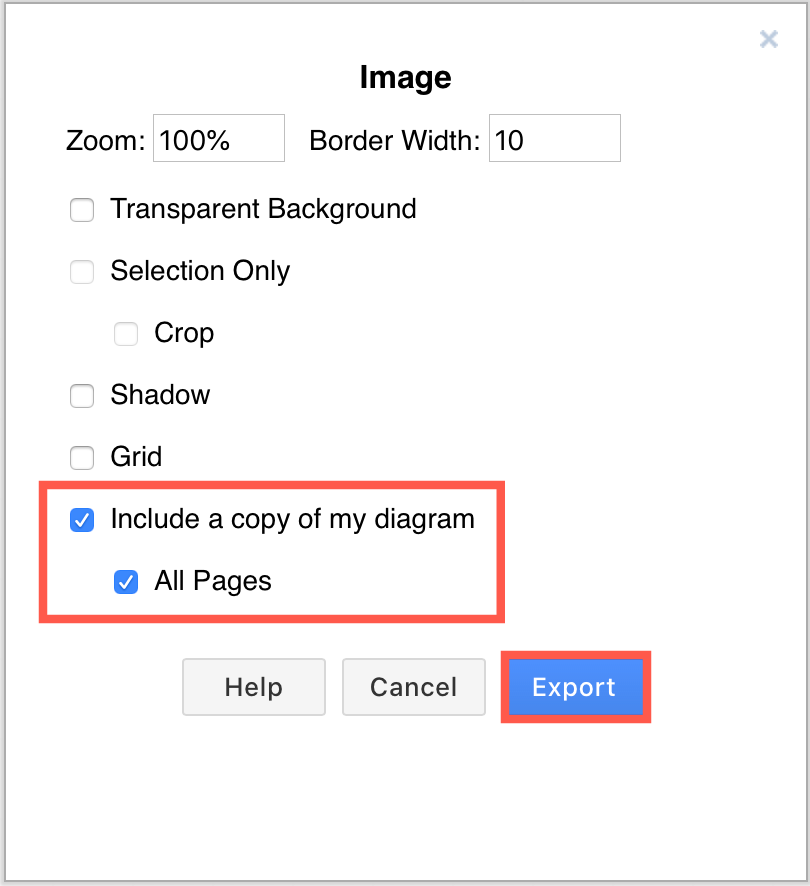 Image
Zoom: 100% Border Width: 10
Transparent Background
Selection Only
Crop
Shadow
Grid
Include a copy of my diagram
All Pages
Help Cancel Export